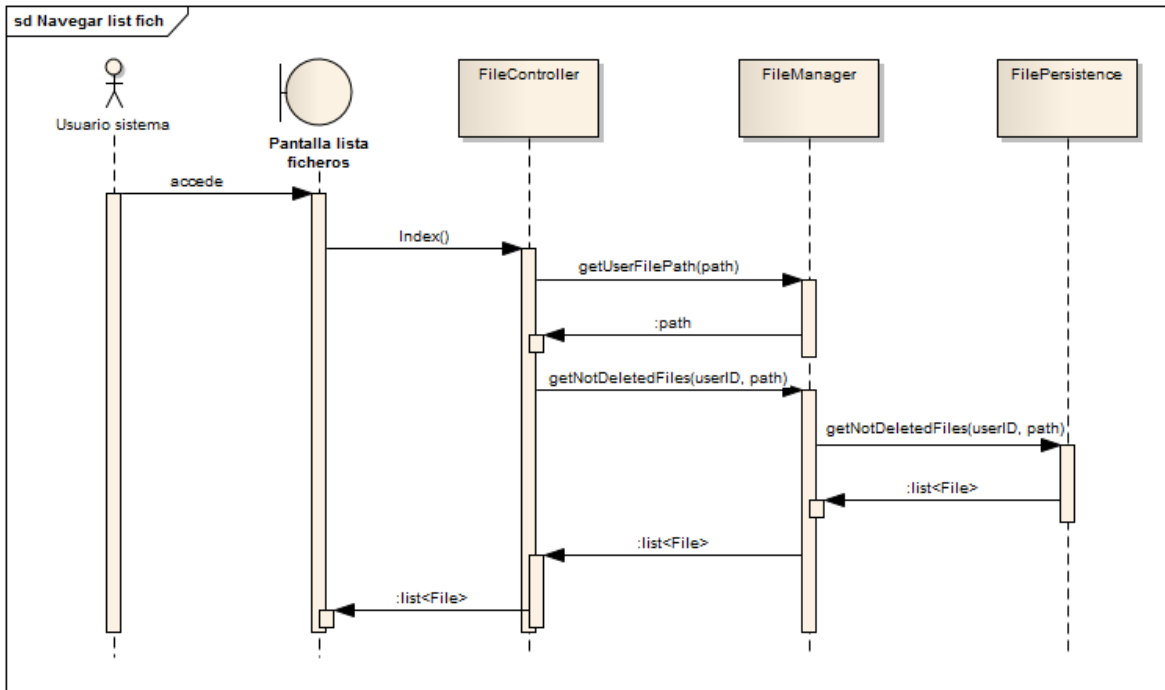 sd Navegar list fich
Usuario sistema
Pantalla lista
ficheros
FileController
FileManager
FilePersistence
accede
Index()
getUserFilePath(path)
:path
getNotDeletedFiles(userID, path)
getNotDeletedFiles(userID, path)
:list<File>
:list<File>
:list<File>